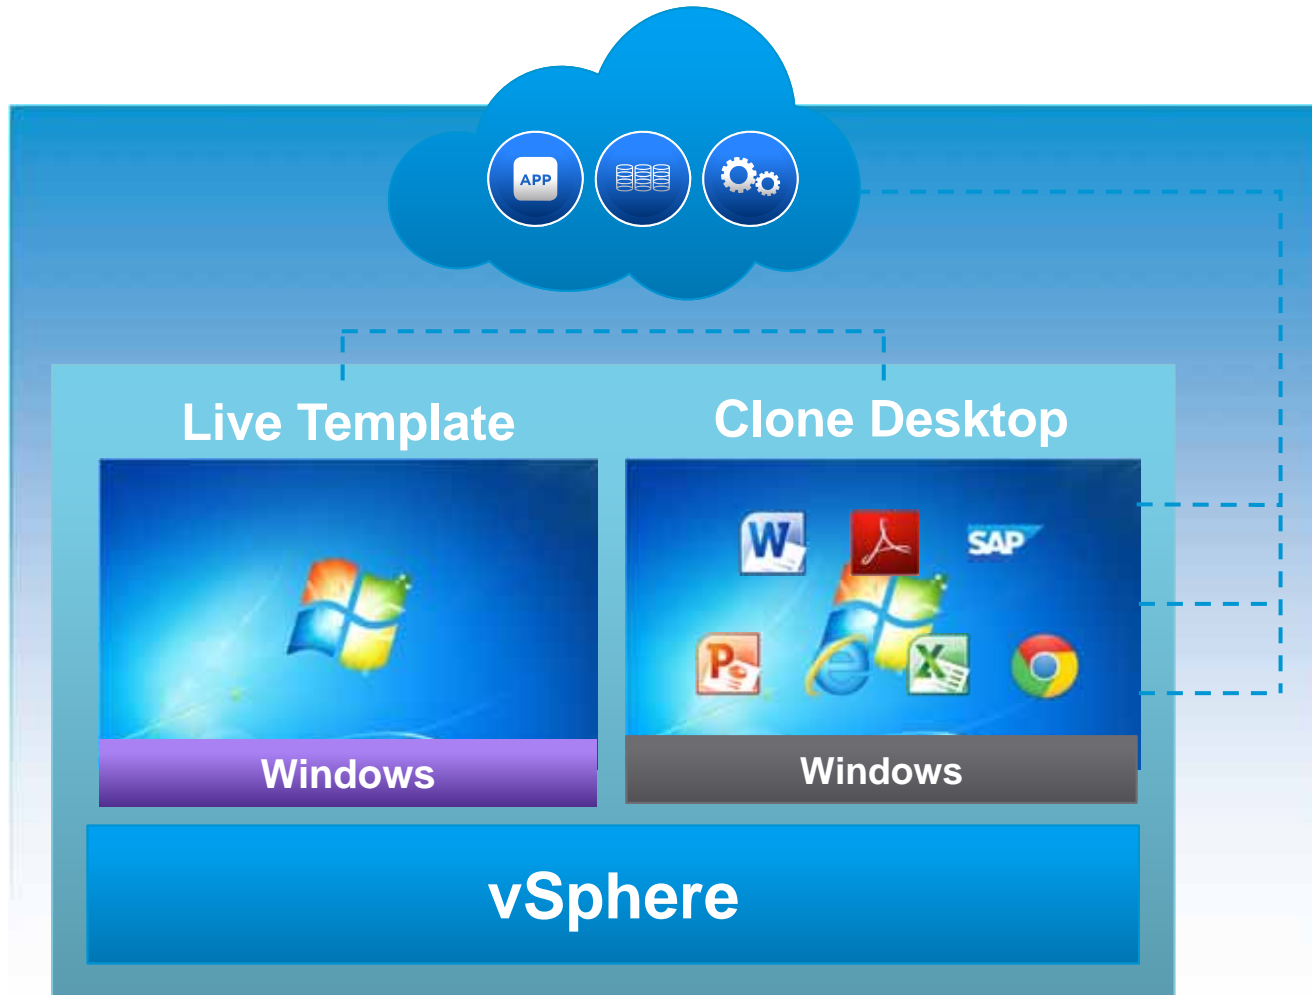 APP
Live Template
Clone Desktop
W
SAP
P
X
Windows
Windows
vSphere